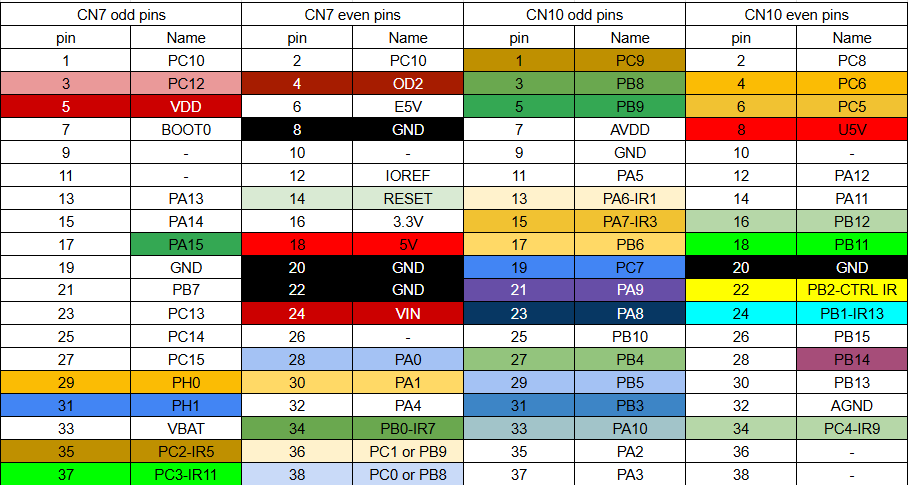 CN7 odd pins CN7 even pins CN10 odd pins CN10 even pins
pin Name pin Name pin Name pin Name
1 PC10 2 PC10 1 PC9 2 PC8
3 PC12 4 OD2 3 PB8 4 PC6
5 VDD 6 E5V 5 PB9 6 PC5
7 BOOT0 8 GND 7 AVDD 8 U5V
9 - 10 - 9 GND 10 -
11 - 12 IOREF 11 PA5 12 PA12
13 PA13 14 RESET 13 PA6-IR1 14 PA11
15 PA14 16 3.3V 15 PA7-IR3 16 PB12
17 PA15 18 5V 17 PB6 18 PB11
19 GND 20 GND 19 PC7 20 GND
21 PB7 22 GND 21 PA9 22 PB2-CTRL IR
23 PC13 24 VIN 23 PA8 24 PB1-IR13
25 PC14 26 - 25 PB10 26 PB15
27 PC15 28 PA0 27 PB4 28 PB14
29 PH0 30 PA1 29 PB5 30 PB13
31 PH1 32 PA4 31 PB3 32 AGND
33 VBAT 34 PB0-IR7 33 PA10 34 PC4-IR9
35 PC2-IR5 36 PC1 or PB9 35 PA2 36 -
37 PC3-IR11 38 PC0 or PB8 37 PA3 38 -